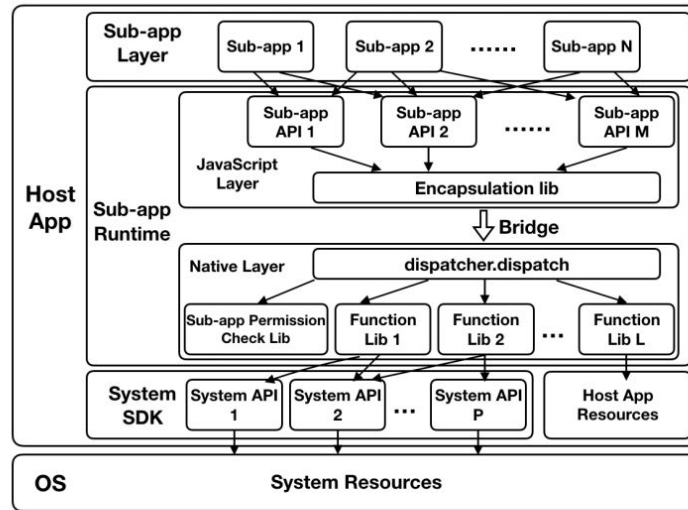 Host
App
Sub-app
Layer
Sub-app 1
Sub-app 2
······
Sub-app N
Sub-app
Runtime
Sub-app
API 1
Sub-app
API 2
······
Sub-app
API M
JavaScript
Layer
Encapsulation lib
Bridge
Native Layer
dispatcher.dispatch
Sub-app Permission
Check Lib
Function
Lib 1
Function
Lib 2
...
Function
Lib L
System
SDK
System API
1
System API
2
...
System API
P
Host App
Resources
OS
System Resources